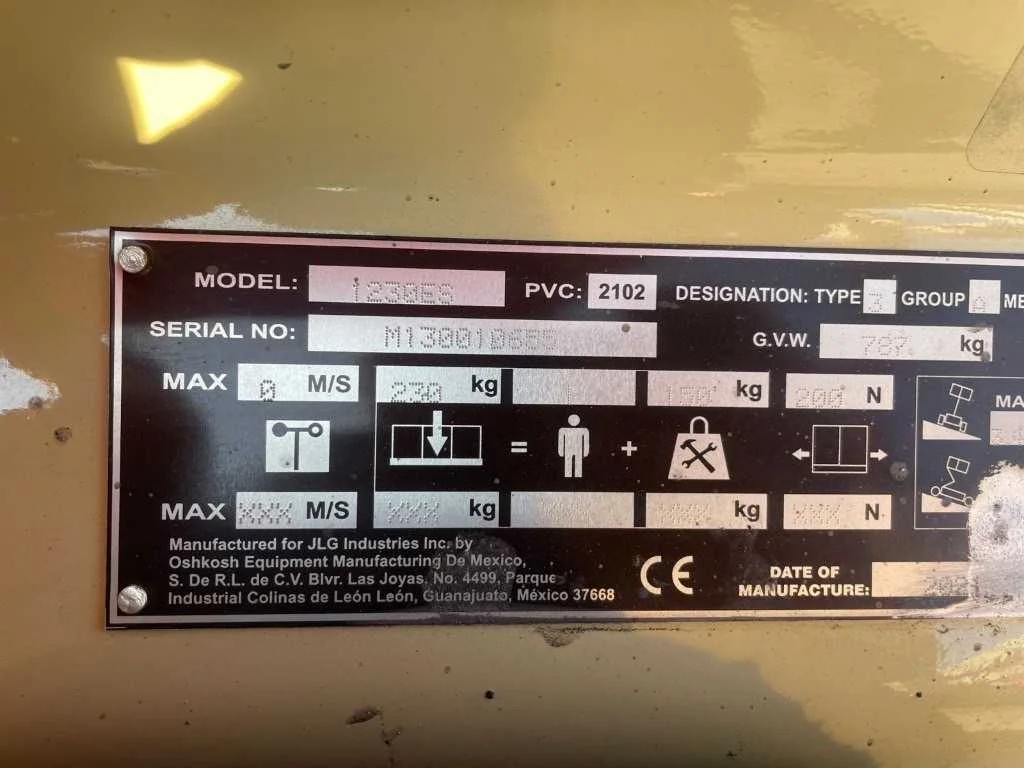 MODEL: 1230ES PVC: 2102 DESIGNATION: TYPE 3 GROUP A
SERIAL NO: G.V.W. 787 kg
MAX 0 M/S 230 kg 1 150 kg 200 N
= +
MAX XXX M/S XXX kg XX XXX kg XXX N
Manufactured for JLG Industries Inc. by
Oshkosh Equipment Manufacturing De Mexico,
S. De R.L. de C.V. Blvr. Las Joyas, No. 4499, Parque
Industrial Colinas de León León, Guanajuato, México 37668
CE
DATE OF
MANUFACTURE: